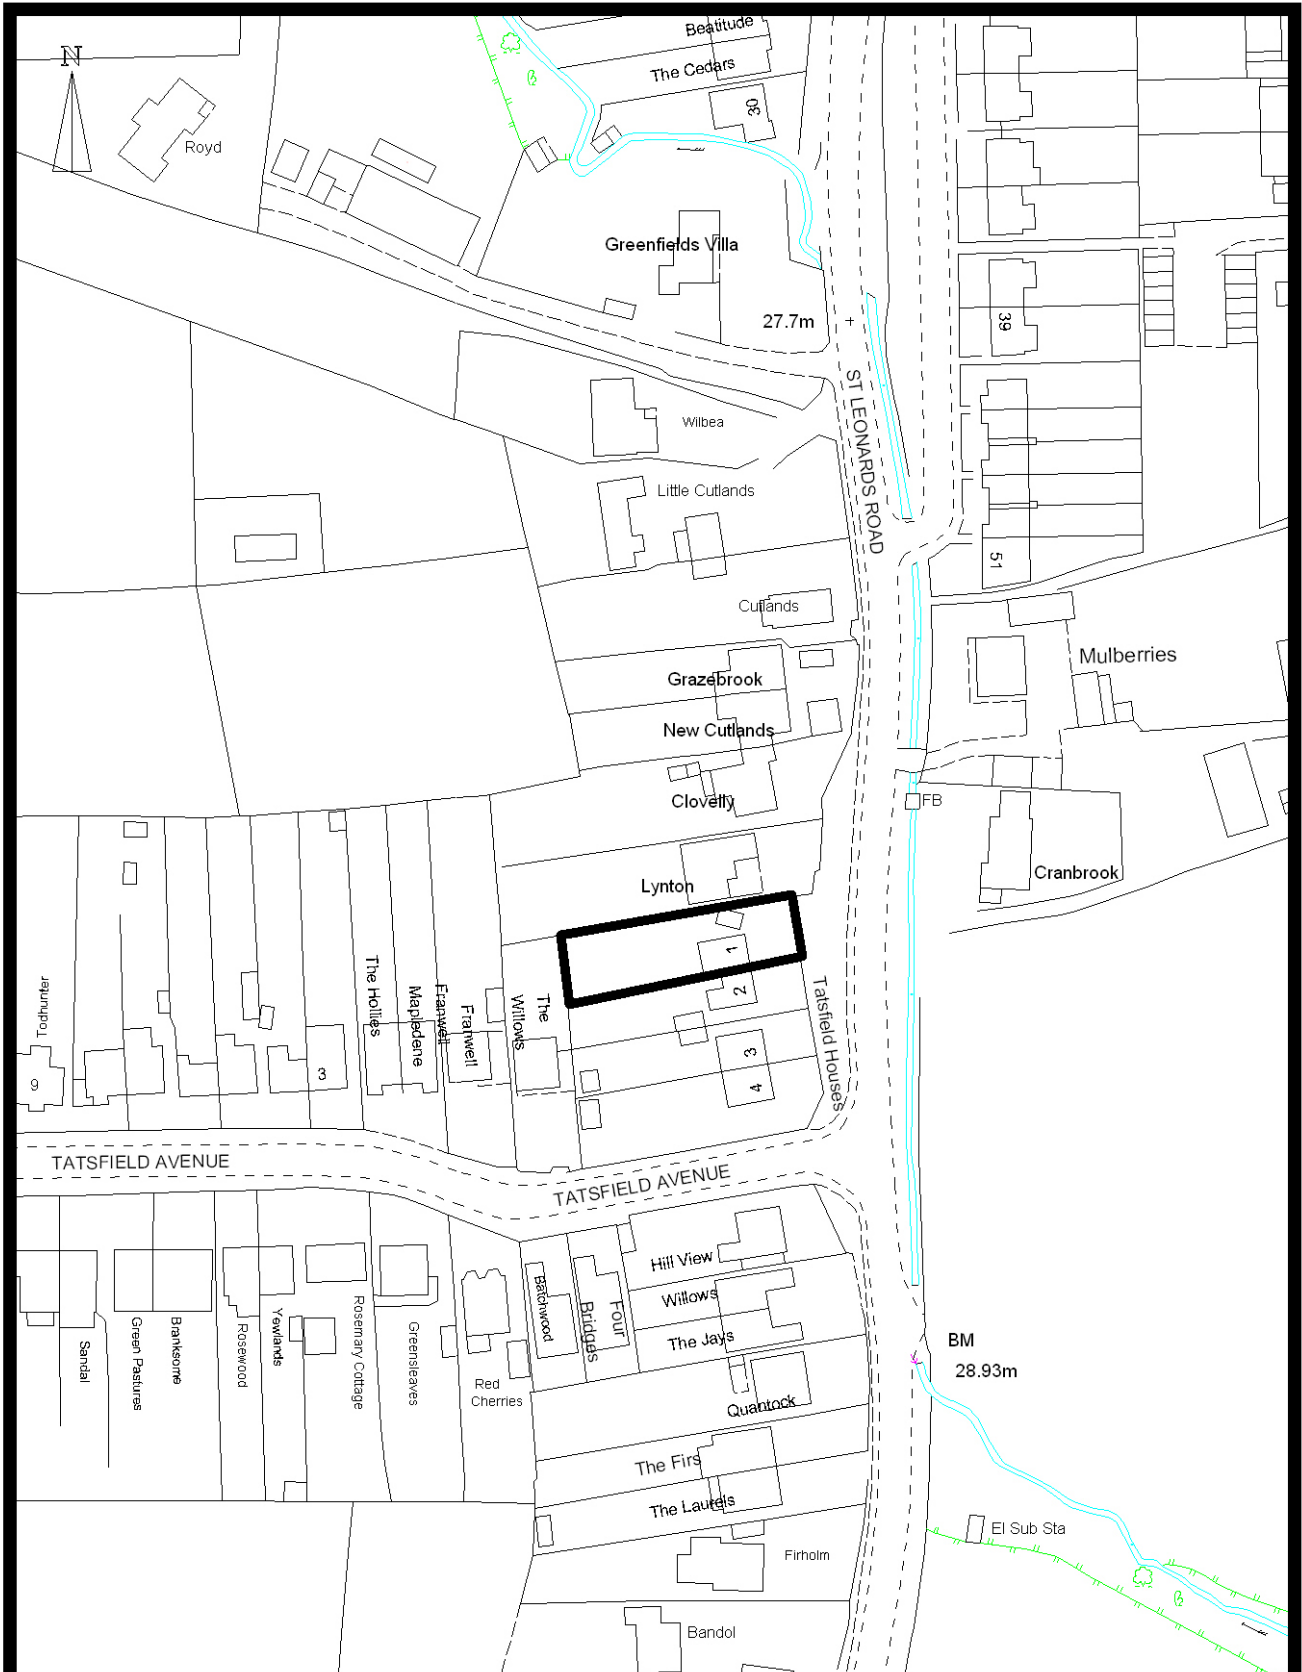 Beatitude
The Cedars
30
N
Royd
Greenfields Villa
27.7m
39
ST LEONARDS ROAD
Wilbea
Little Cutlands
51
Cutlands
Mulberries
Grazebrook
New Cutlands
Clovelly
FB
Lynton
Cranbrook
1
2
3
4
Tatsfield Houses
The
Willows
Franwell
Franwell
Mapledene
The Hollies
Todhunter
9
3
TATSFIELD AVENUE
TATSFIELD AVENUE
Hill View
Willows
The Jays
Quantock
The Firs
The Laurels
Firholm
Bandol
Four
Bridges
Batchwood
Red
Cherries
Greensleaves
Rosemary Cottage
Yewlands
Rosewood
Branksome
Green Pastures
Sandal
BM
28.93m
El Sub Sta